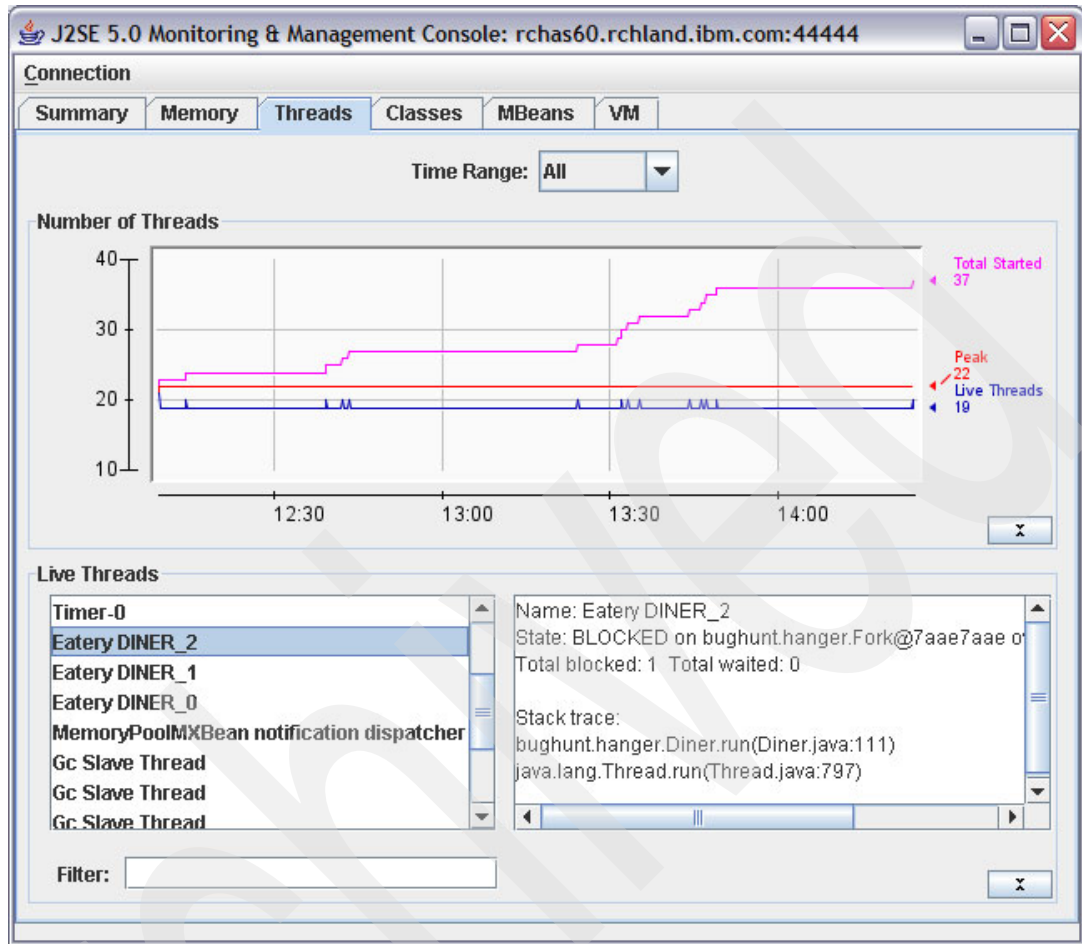 J2SE 5.0 Monitoring & Management Console: rchas60.rchland.ibm.com:44444
Connection
Summary Memory Threads Classes MBeans VM
Time Range: All
Number of Threads
40
30
20
10
Total Started
37
Peak
22
Live Threads
19
12:30 13:00 13:30 14:00
Live Threads
Timer-0
Eatery DINER_2
Eatery DINER_1
Eatery DINER_0
MemoryPoolMXBean notification dispatcher
Gc Slave Thread
Gc Slave Thread
Gc Slave Thread
Name: Eatery DINER_2
State: BLOCKED on bughunt.hanger.Fork@7aae7aae o
Total blocked: 1 Total waited: 0
Stack trace:
bughunt.hanger.Diner.run(Diner.java:111)
java.lang.Thread.run(Thread.java:797)
Filter: